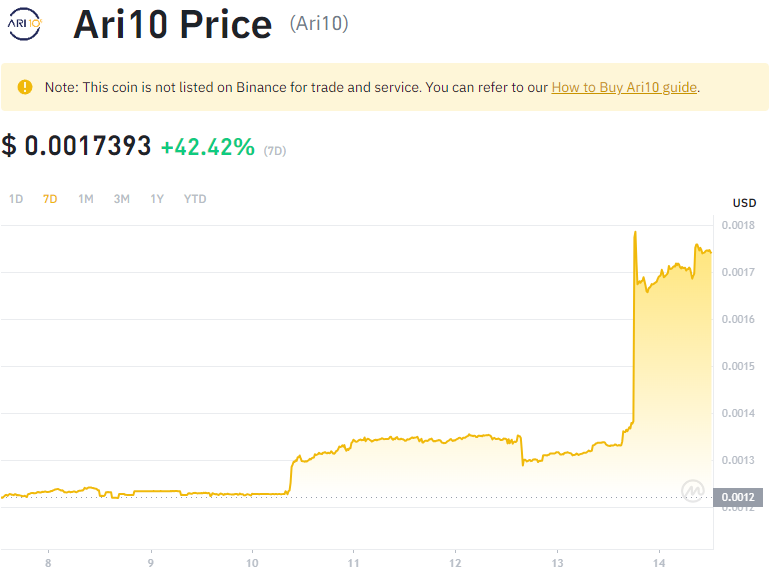 ARI10
Ari10 Price (Ari10)
Note: This coin is not listed on Binance for trade and service. You can refer to our How to Buy Ari10 guide.
$ 0.0017393 +42.42% (7D)
1D 7D 1M 3M 1Y YTD
USD
0.0018
0.0017
0.0016
0.0015
0.0014
0.0013
0.0012
0.0012
8 9 10 11 12 13 14